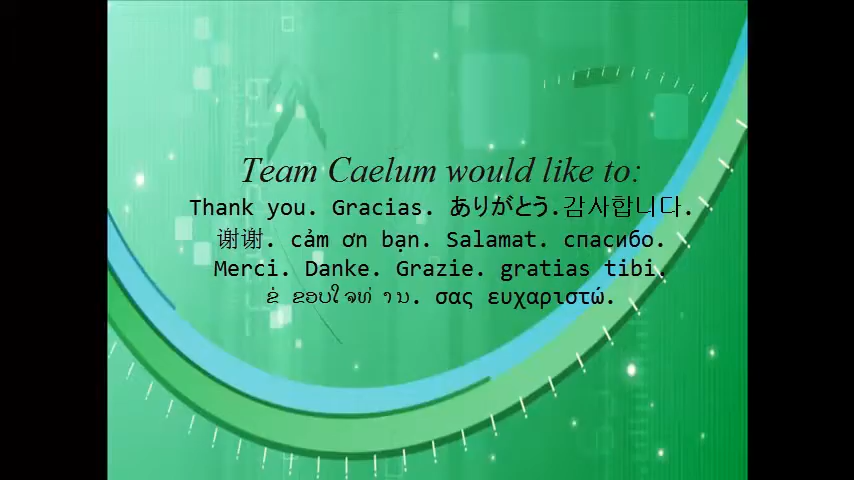 Team Caelum would like to:
Thank you. Gracias. ありがとう.감사합니다.
谢谢. cảm ơn bạn. Salamat. спасибо.
Merci. Danke. Grazie. gratias tibi.
ຂໍ ຂອບໃຈທ່ ານ. σας ευχαριστώ.